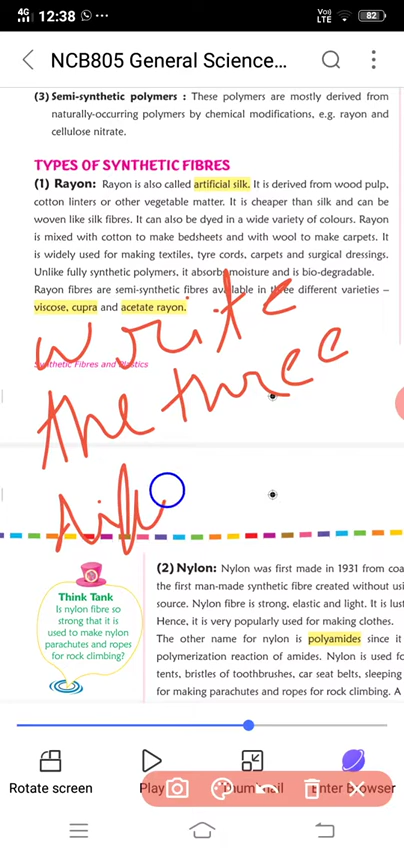 4G 12:38 Vo) LTE 82
NCB805 General Science...
(3) Semi-synthetic polymers : These polymers are mostly derived from
naturally-occurring polymers by chemical modifications, e.g. rayon and
cellulose nitrate.
TYPES OF SYNTHETIC FIBRES
(1) Rayon: Rayon is also called artificial silk. It is derived from wood pulp,
cotton linters or other vegetable matter. It is cheaper than silk and can be
woven like silk fibres. It can also be dyed in a wide variety of colours. Rayon
is mixed with cotton to make bedsheets and with wool to make carpets. It
is widely used for making textiles, tyre cords, carpets and surgical dressings.
Unlike fully synthetic polymers, it absorbs moisture and is bio-degradable.
Rayon fibres are semi-synthetic fibres available in three different varieties –
viscose, cupra and acetate rayon.
write
Synthetic Fibres and Plastics
the three
(2) Nylon: Nylon was first made in 1931 from coa
the first man-made synthetic fibre created without usi
source. Nylon fibre is strong, elastic and light. It is lust
Hence, it is very popularly used for making clothes.
The other name for nylon is polyamides since it
polymerization reaction of amides. Nylon is used fo
tents, bristles of toothbrushes, car seat belts, sleeping
for making parachutes and ropes for rock climbing. A
Think Tank
Is nylon fibre so
strong that it is
used to make nylon
parachutes and ropes
for rock climbing?
Rotate screen Play Thumbnail Enter Browser